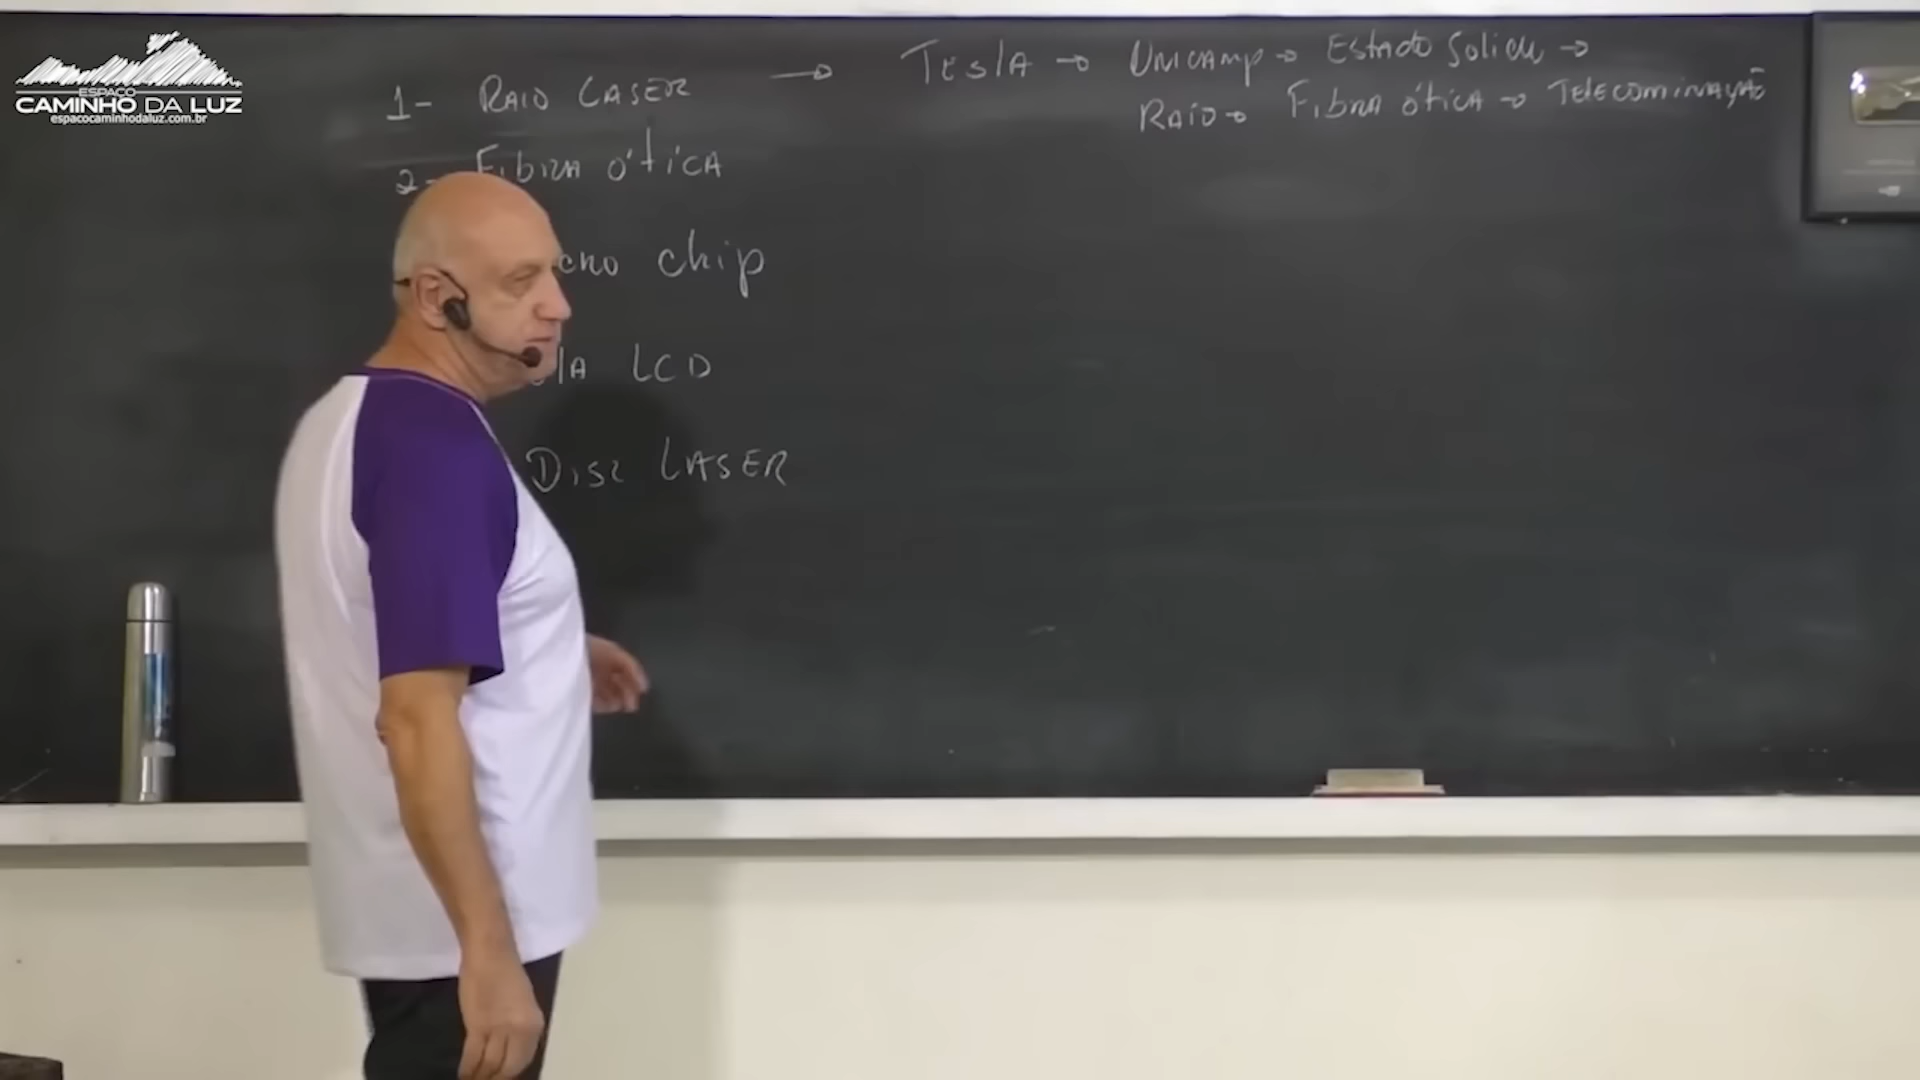 ESPAÇO
CAMINHO DA LUZ
espacocaminhodaluz.com.br
1- RAIO LASER → TESLA → UNICAMP → Estado Solido →
RAIO → Fibra ótica → Telecominação
2- Fibra ótica
chip
LCD
Disc LASER